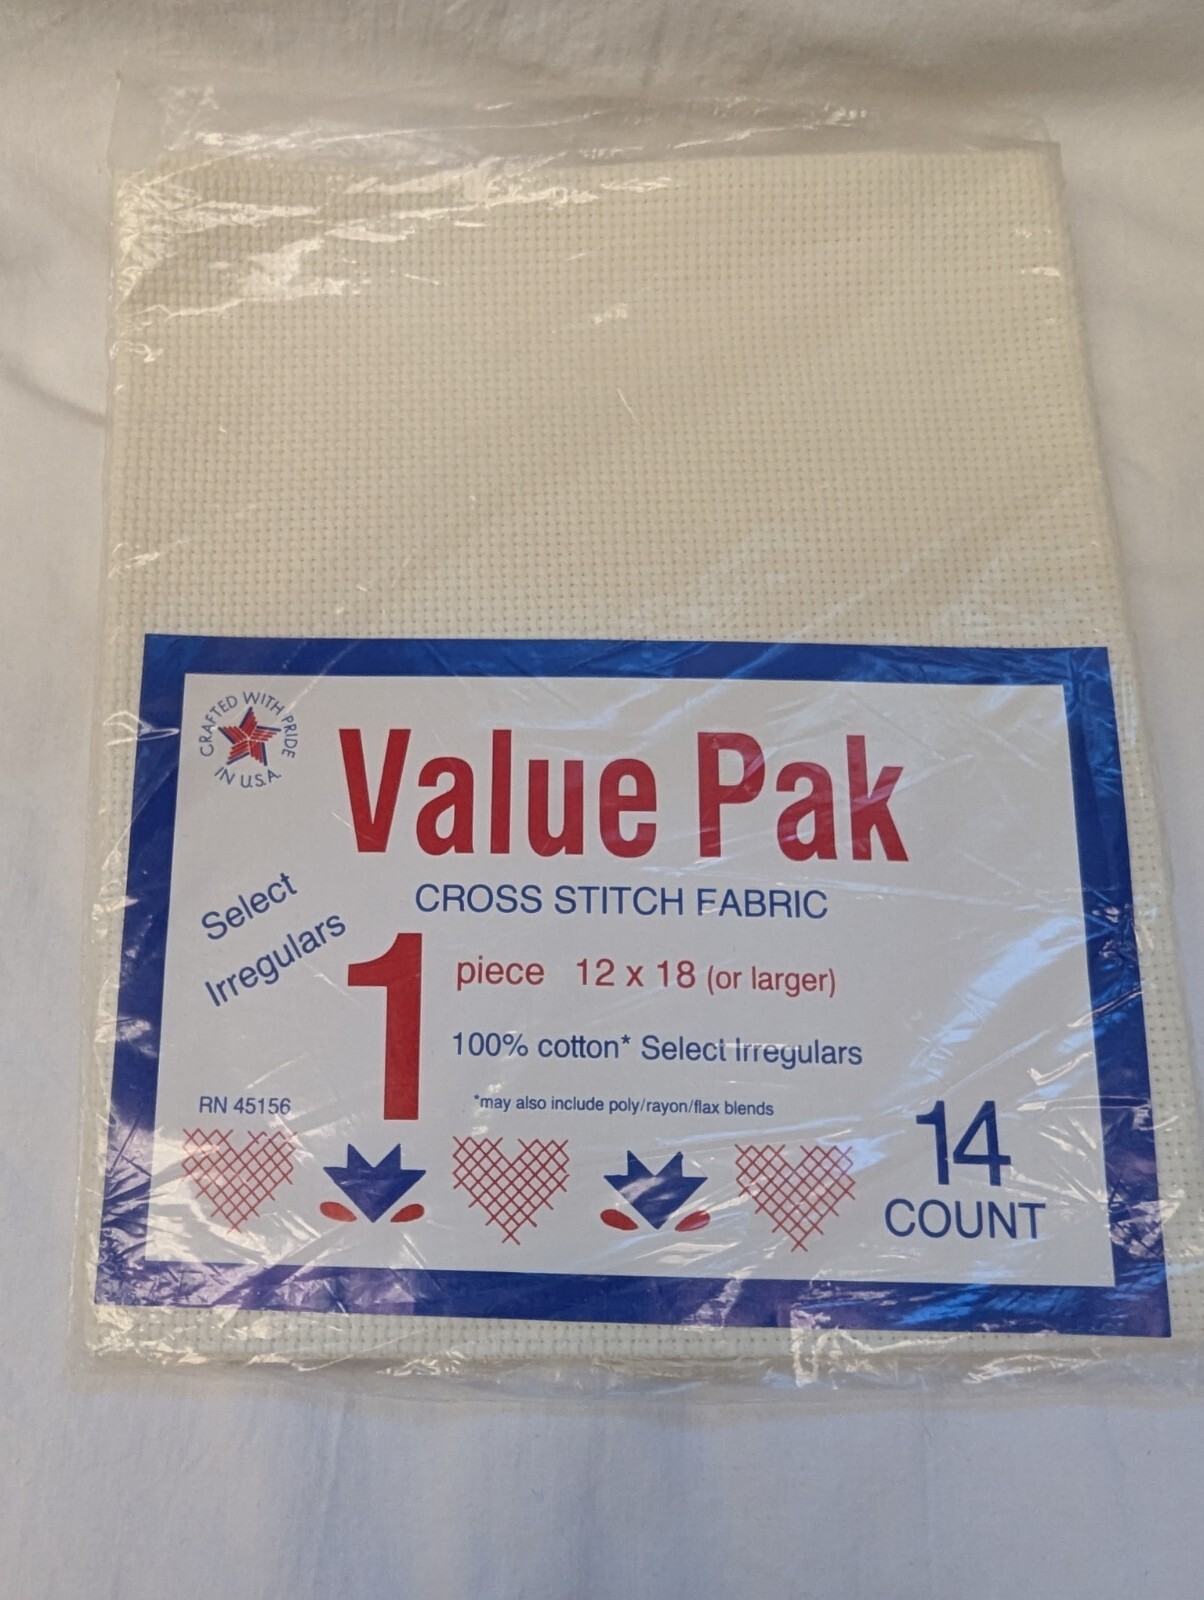 CRAFTED WITH PRIDE
IN U.S.A.
Value Pak
CROSS STITCH FABRIC
Select
Irregulars
1
piece 12 x 18 (or larger)
100% cotton* Select Irregulars
*may also include poly/rayon/flax blends
RN 45156
14
COUNT